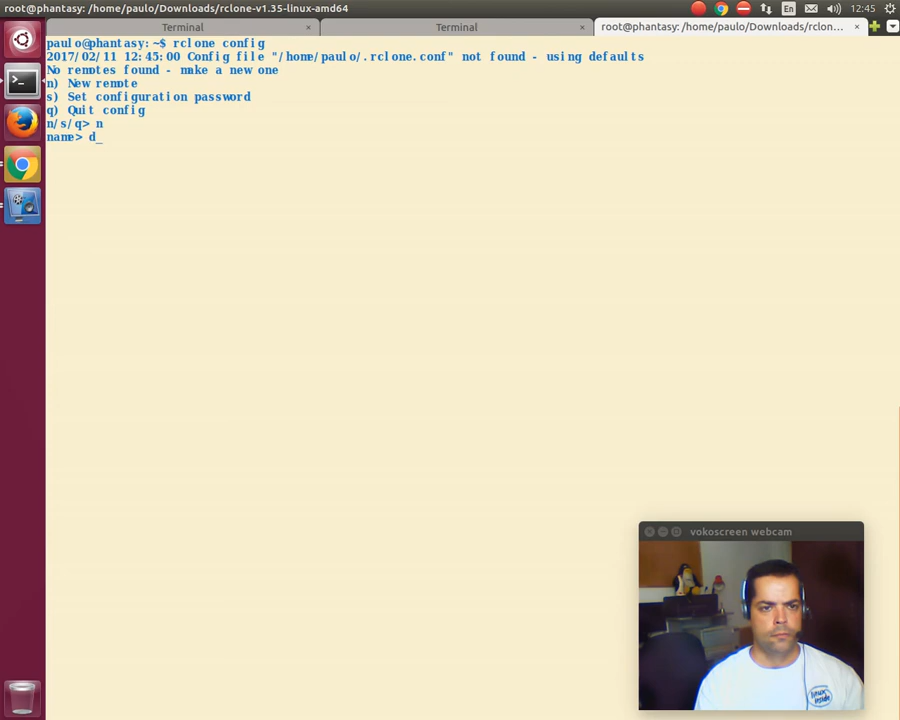 root@phantasy: /home/paulo/Downloads/rclone-v1.35-linux-amd64
En
12:45
Terminal
Terminal
root@phantasy: /home/paulo/Downloads/rclon...
paulo@phantasy:~$ rclone config
2017/02/11 12:45:00 Config file "/home/paulo/.rclone.conf" not found - using defaults
No remotes found - make a new one
n) New remote
s) Set configuration password
q) Quit config
n/s/q> n
name> d_
vokoscreen webcam
linux
inside